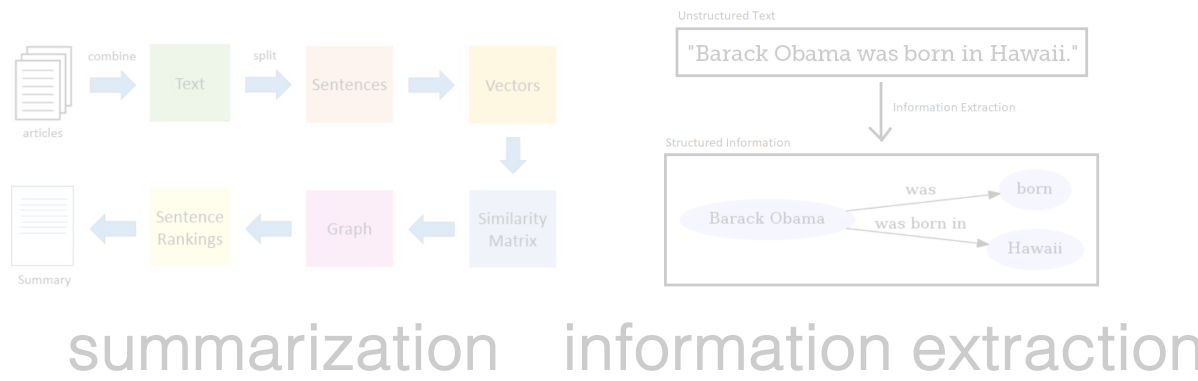 combine
split
Text
Sentences
Vectors
articles
Sentence
Rankings
Graph
Similarity
Matrix
Summary
summarization
Unstructured Text
"Barack Obama was born in Hawaii."
Information Extraction
Structured Information
was
born
Barack Obama
was born in
Hawaii
information extraction